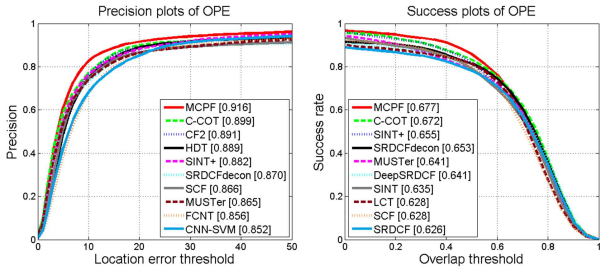 Precision plots of OPE
Precision
1
0.8
0.6
0.4
0.2
0
0
10
20
30
40
50
Location error threshold
MCPF [0.916]
C-COT [0.899]
CF2 [0.891]
HDT [0.889]
SINT+ [0.882]
SRDCFdecon [0.870]
SCF [0.866]
MUSTer [0.865]
FCNT [0.856]
CNN-SVM [0.852]
Success plots of OPE
Success rate
1
0.8
0.6
0.4
0.2
0
0
0.2
0.4
0.6
0.8
1
Overlap threshold
MCPF [0.677]
C-COT [0.672]
SINT+ [0.655]
SRDCFdecon [0.653]
MUSTer [0.641]
DeepSRDCF [0.641]
SINT [0.635]
LCT [0.628]
SCF [0.628]
SRDCF [0.626]